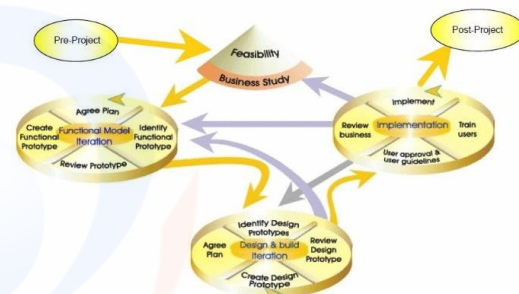 Pre-Project
Post-Project
Feasibility
Business Study
Agree Plan
Create
Functional
Prototype
Functional Model
Iteration
Identify
Functional
Prototype
Review Prototype
Implement
Review
business
Implementation
Train
users
User approval &
user guidelines
Identify Design
Prototypes
Agree
Plan
Design & build
Iteration
Review
Design
Prototype
Create Design
Prototype